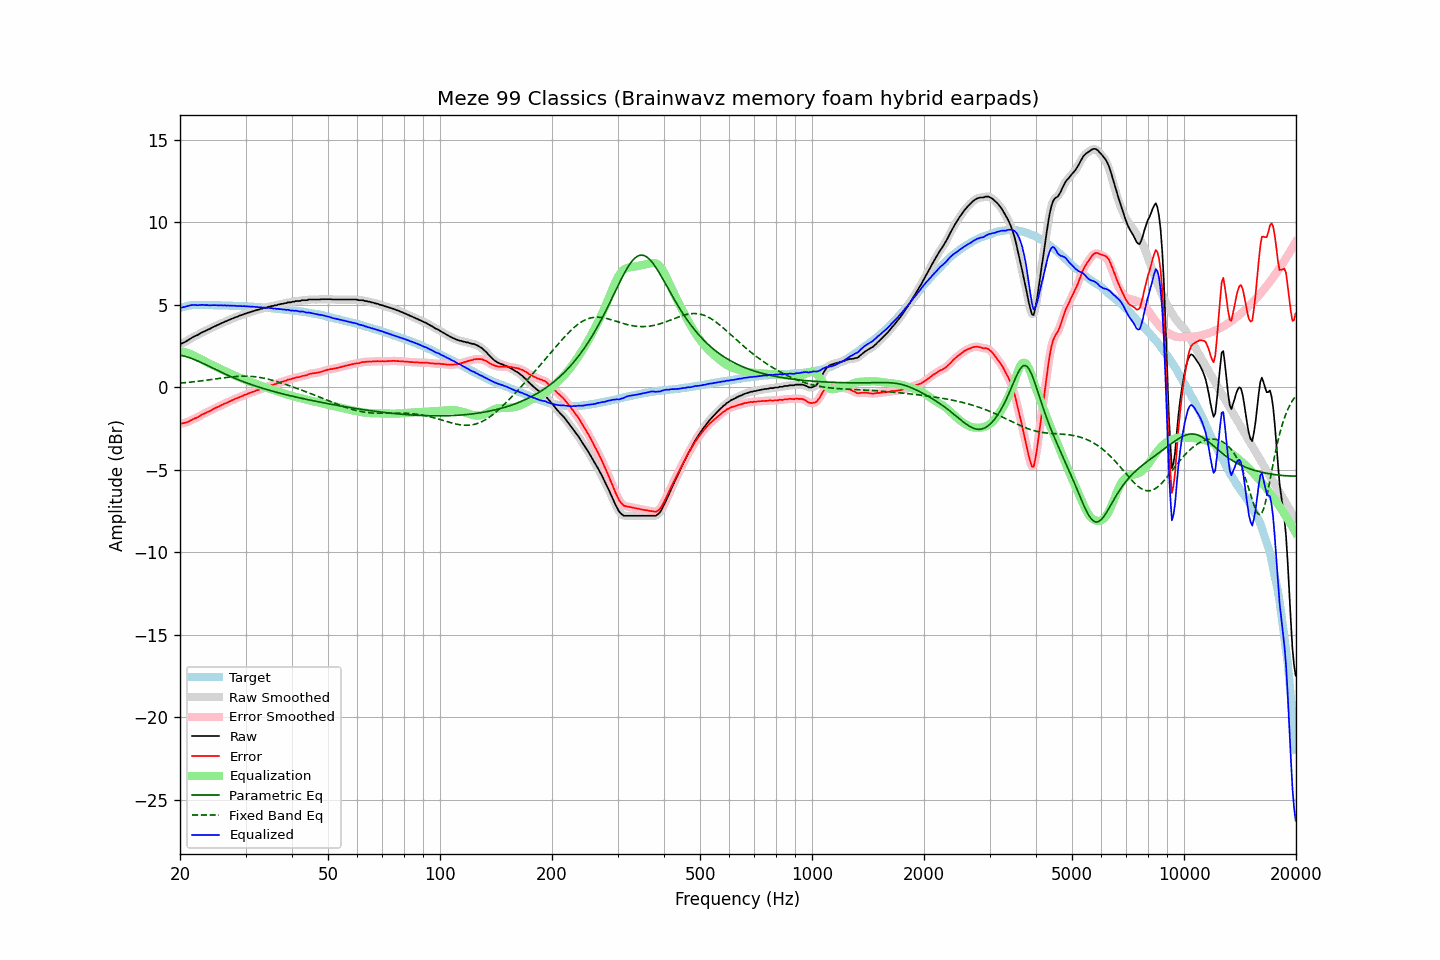 Meze 99 Classics (Brainwavz memory foam hybrid earpads)
15
10
5
0
−5
−10
−15
−20
−25
Amplitude (dBr)
Target
Raw Smoothed
Error Smoothed
Raw
Error
Equalization
Parametric Eq
Fixed Band Eq
Equalized
20 50 100 200 500 1000 2000 5000 10000 20000
Frequency (Hz)